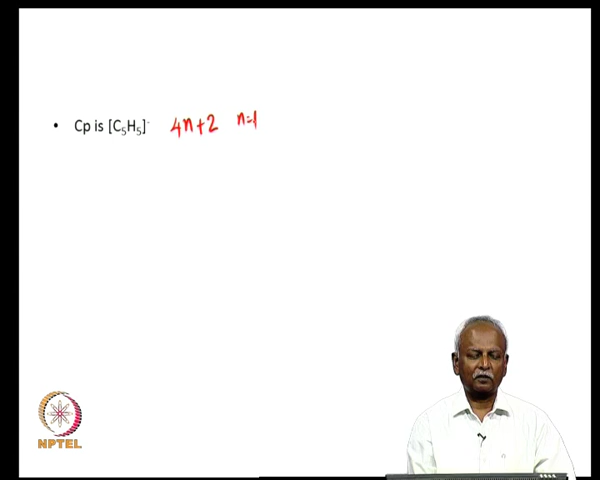 • Cp is [C₅H₅]⁻ 4n+2 n=1
NPTEL